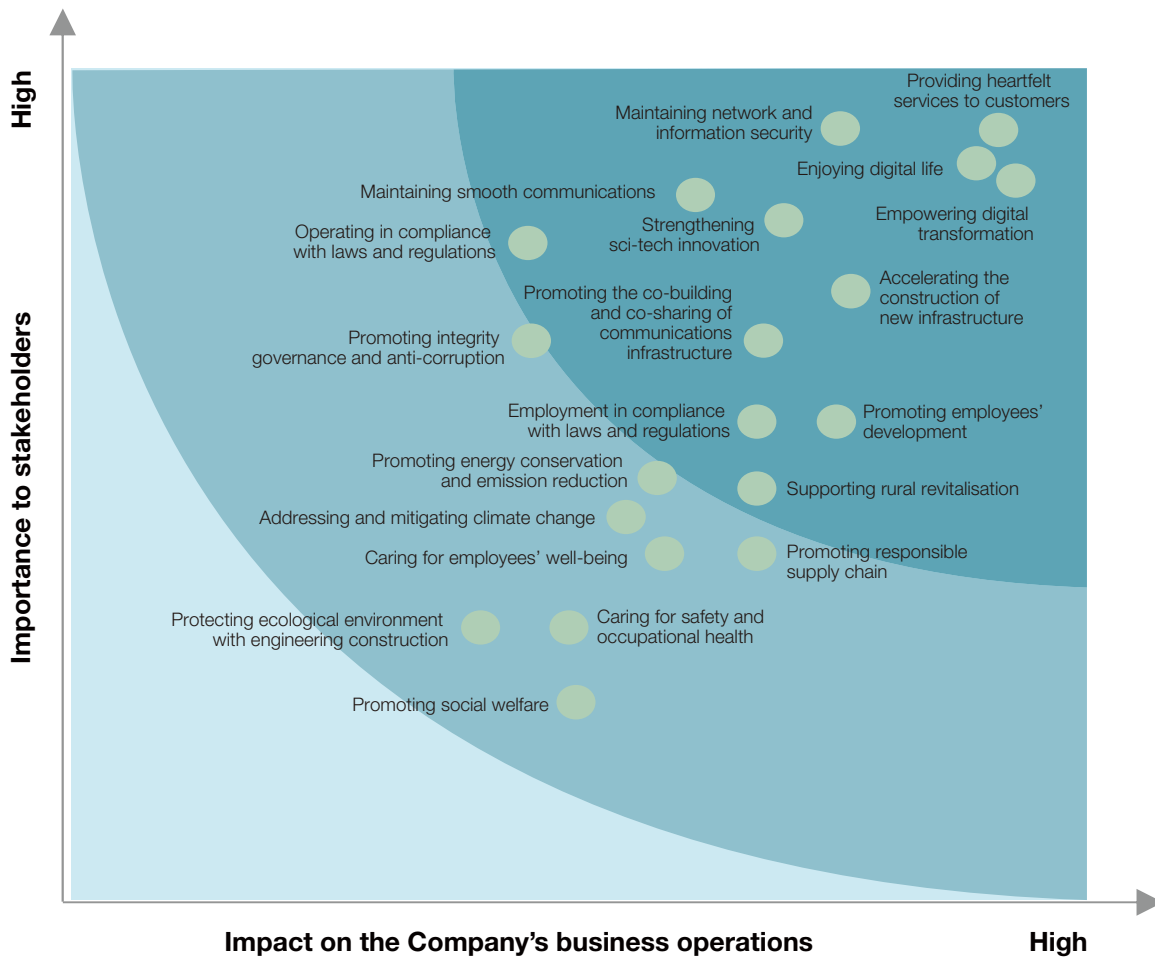 High
Importance to stakeholders
Providing heartfelt
services to customers
Maintaining network and
information security
Enjoying digital life
Maintaining smooth communications
Empowering digital
transformation
Strengthening
sci-tech innovation
Operating in compliance
with laws and regulations
Accelerating the
construction of
new infrastructure
Promoting the co-building
and co-sharing of
communications
infrastructure
Promoting integrity
governance and anti-corruption
Employment in compliance
with laws and regulations
Promoting employees’
development
Promoting energy conservation
and emission reduction
Supporting rural revitalisation
Addressing and mitigating climate change
Caring for employees’ well-being
Promoting responsible
supply chain
Protecting ecological environment
with engineering construction
Caring for safety and
occupational health
Promoting social welfare
Impact on the Company’s business operations
High